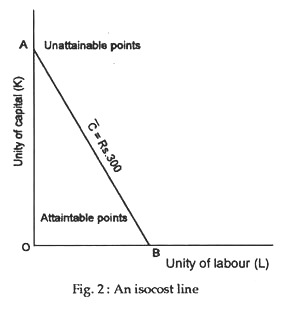 A Unattainable points
Unity of capital (K)
C̅ = Rs.300
Attaintable points
O
B
Unity of labour (L)
Fig. 2 : An isocost line